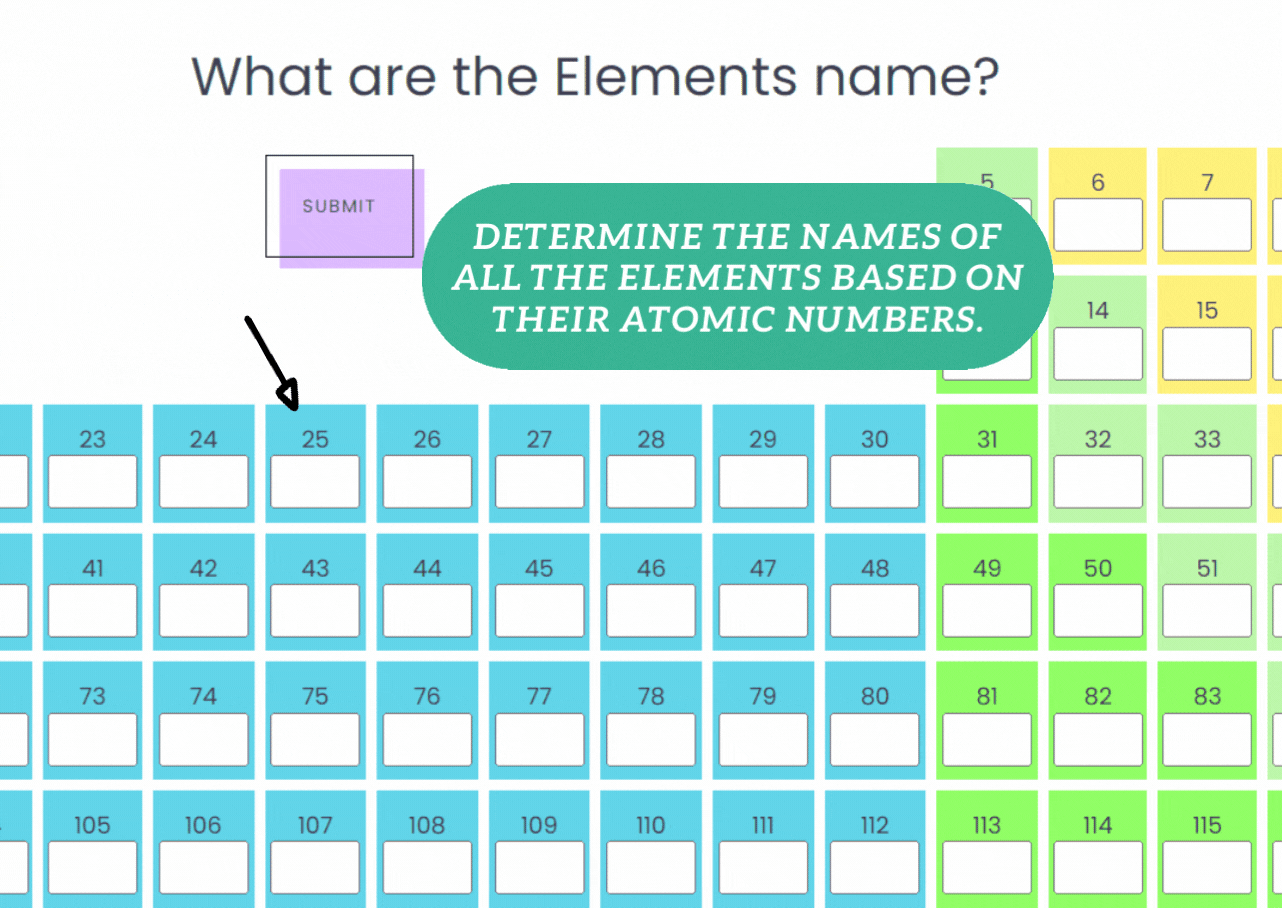 What are the Elements name?
SUBMIT
5 6 7
DETERMINE THE NAMES OF
ALL THE ELEMENTS BASED ON
THEIR ATOMIC NUMBERS.
14 15
23 24 25 26 27 28 29 30 31 32 33
41 42 43 44 45 46 47 48 49 50 51
73 74 75 76 77 78 79 80 81 82 83
105 106 107 108 109 110 111 112 113 114 115